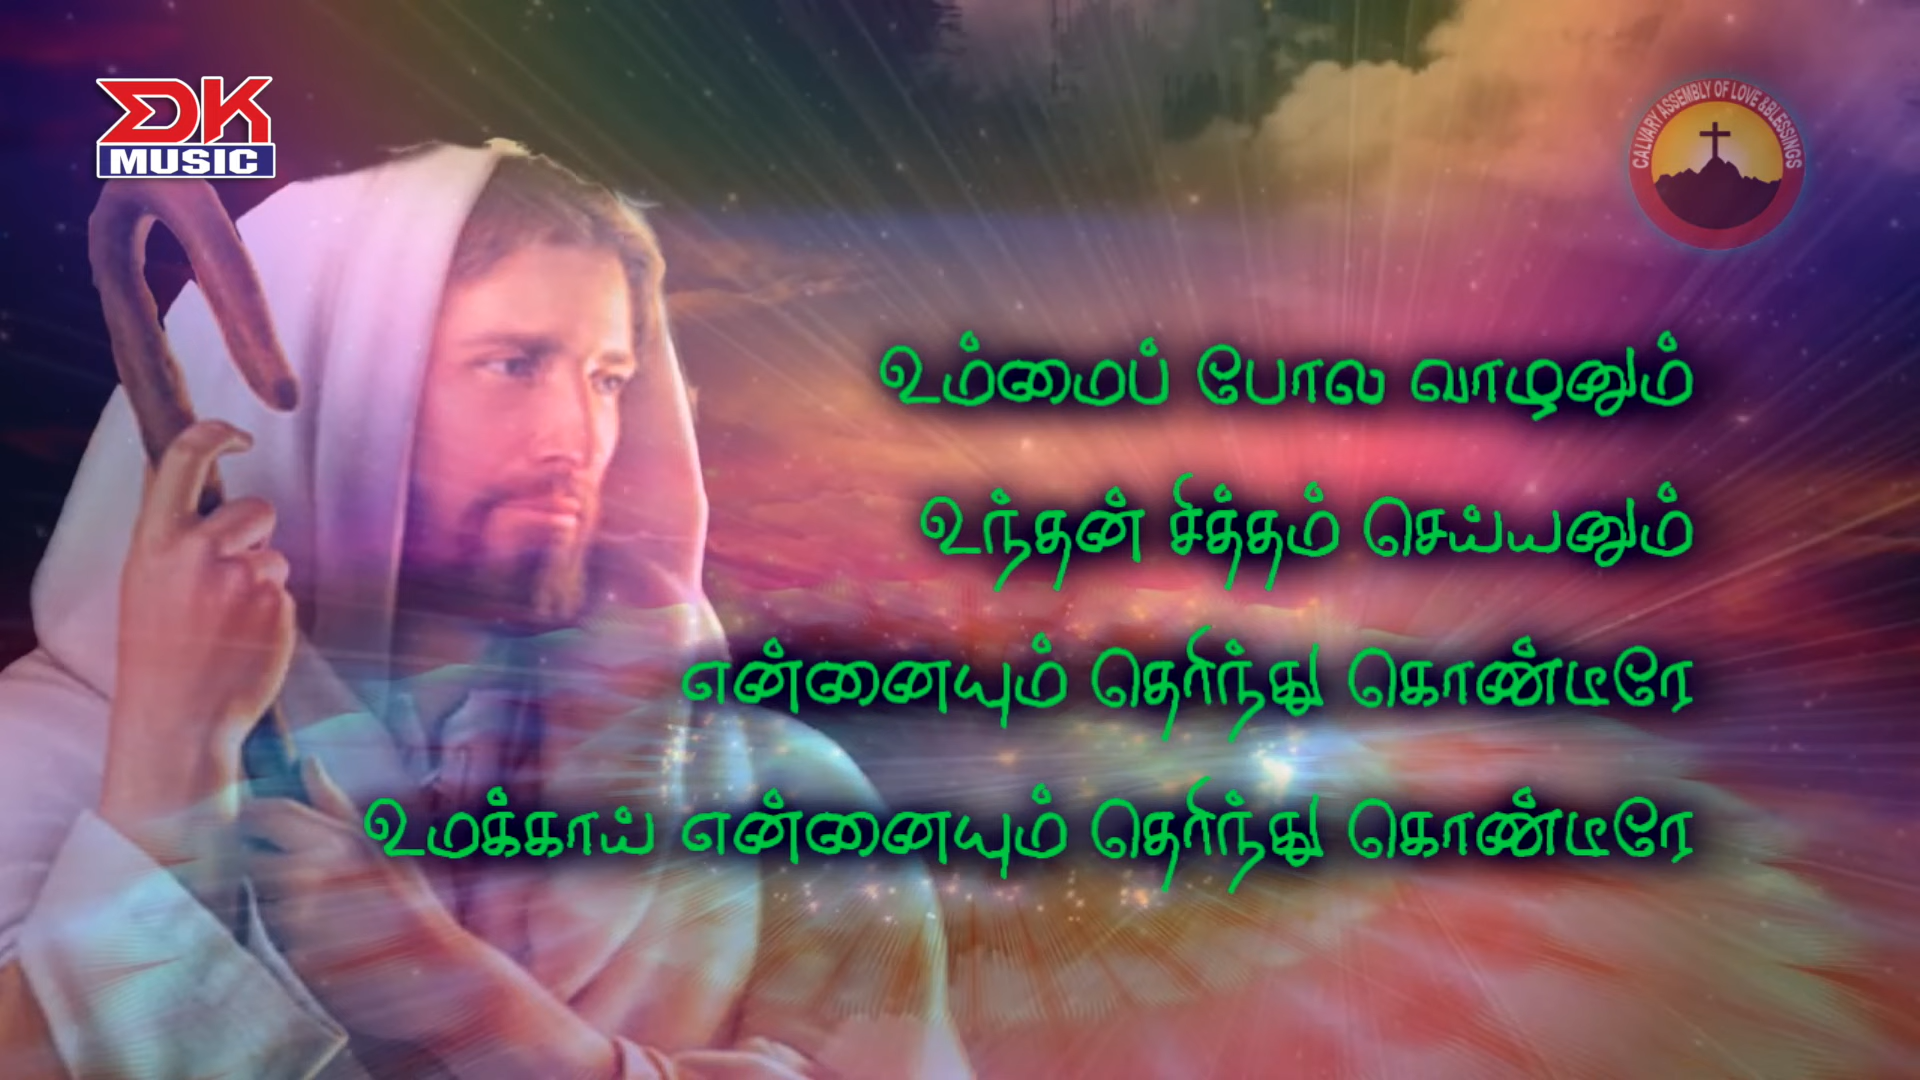 DK
MUSIC
CALVARY ASSEMBLY OF LOVE &BLESSINGS
உம்மைப் போல வாழனும்
உந்தன் சித்தம் செய்யனும்
என்னையும் தெரிந்து கொண்டீரே
உமக்காய் என்னையும் தெரிந்து கொண்டீரே